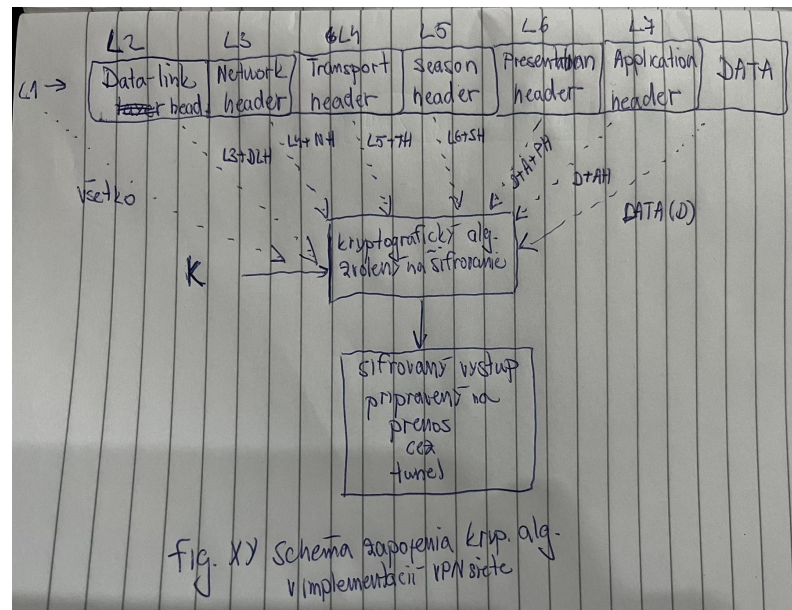 L2 L3 L4 L5 L6 L7
L1 → Data-link Network Transport season Presentation Application DATA
head. header header header header header
L3+DLH L4+NH L5+TH L6+SH D+A+PH D+AH
DATA(D)
všetko
K
kryptografický alg.
zvolený na šifrovanie
šifrovaný výstup
pripravený na
prenos
cez
tunel
fig. XY Schema zapojenia kryp. alg.
v implementácii VPN siete